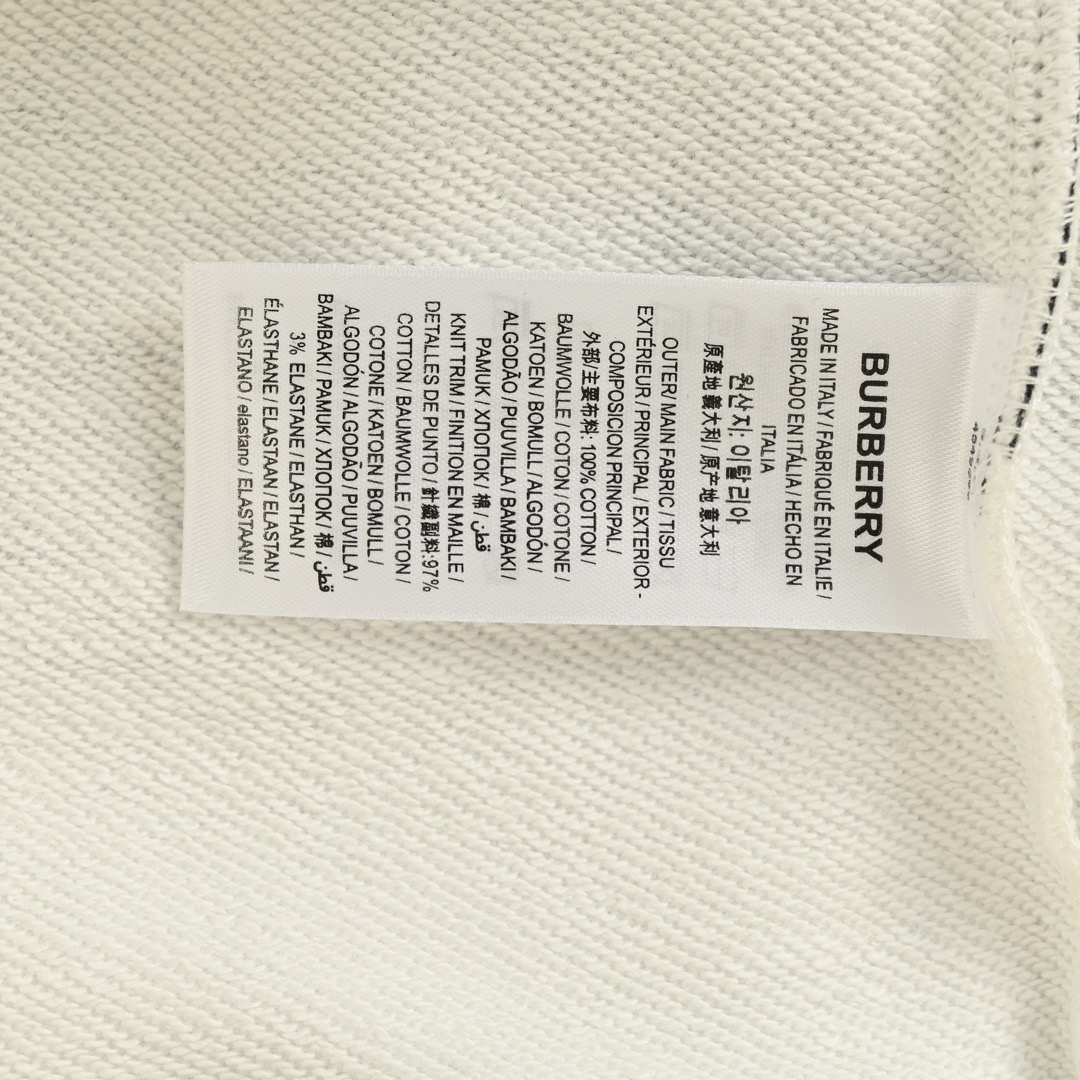 BURBERRY
MADE IN ITALY / FABRIQUÉ EN ITALIE /
FABRICADO EN ITÁLIA / HECHO EN
ITALIA
원산지: 이탈리아
原產地義大利 / 原产地意大利
OUTER/ MAIN FABRIC / TISSU
EXTÉRIEUR / PRINCIPAL / EXTERIOR-
COMPOSICION PRINCIPAL /
外部/主要布料: 100% COTTON /
BAUMWOLLE / COTON / COTONE /
KATOEN / BOMULL / ALGODÓN /
ALGODÃO / PUUVILLA / BAMBAKI /
PAMUK / ХЛОПОК / 棉 / قطن
KNIT TRIM / FINITION EN MAILLE /
DETALLES DE PUNTO / 針織副料:97%
COTTON / BAUMWOLLE / COTON /
COTONE / KATOEN / BOMULL /
ALGODÓN / ALGODÃO / PUUVILLA /
BAMBAKI / PAMUK / ХЛОПОК / 棉 / قطن
3% ELASTANE / ELASTHAN /
ÉLASTHANE / ELASTAAN / ELASTAN /
ELASTANO / elastano / ELASTAANI /